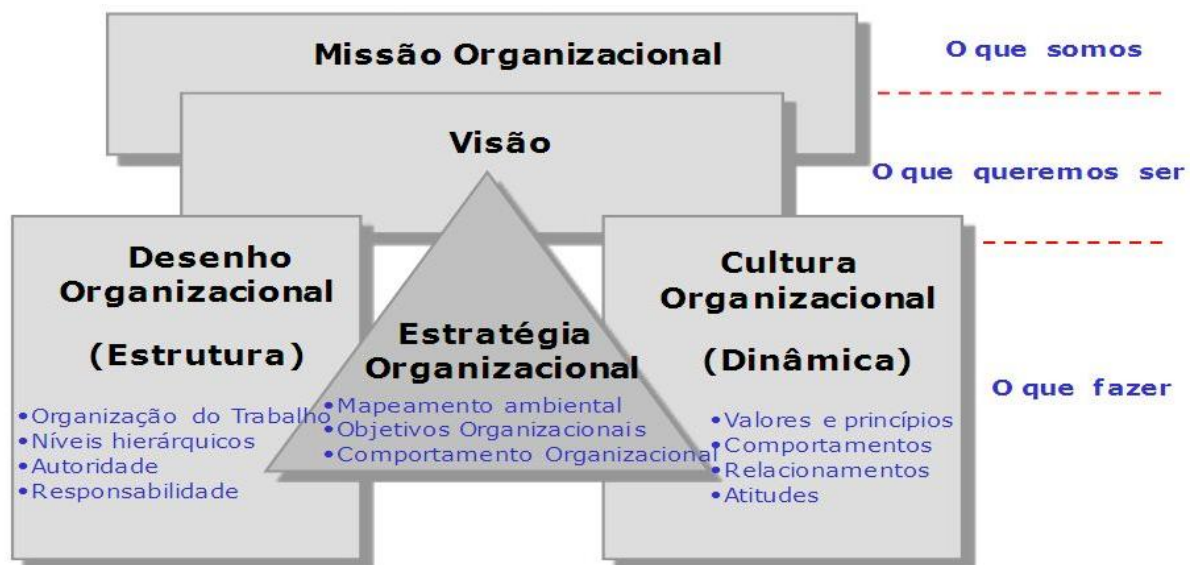 Missão Organizacional
O que somos
Visão
O que queremos ser
Desenho
Organizacional
(Estrutura)
•Organização do Trabalho
•Níveis hierárquicos
•Autoridade
•Responsabilidade
Estratégia
Organizacional
•Mapeamento ambiental
•Objetivos Organizacionais
•Comportamento Organizacional
Cultura
Organizacional
(Dinâmica)
•Valores e princípios
•Comportamentos
•Relacionamentos
•Atitudes
O que fazer